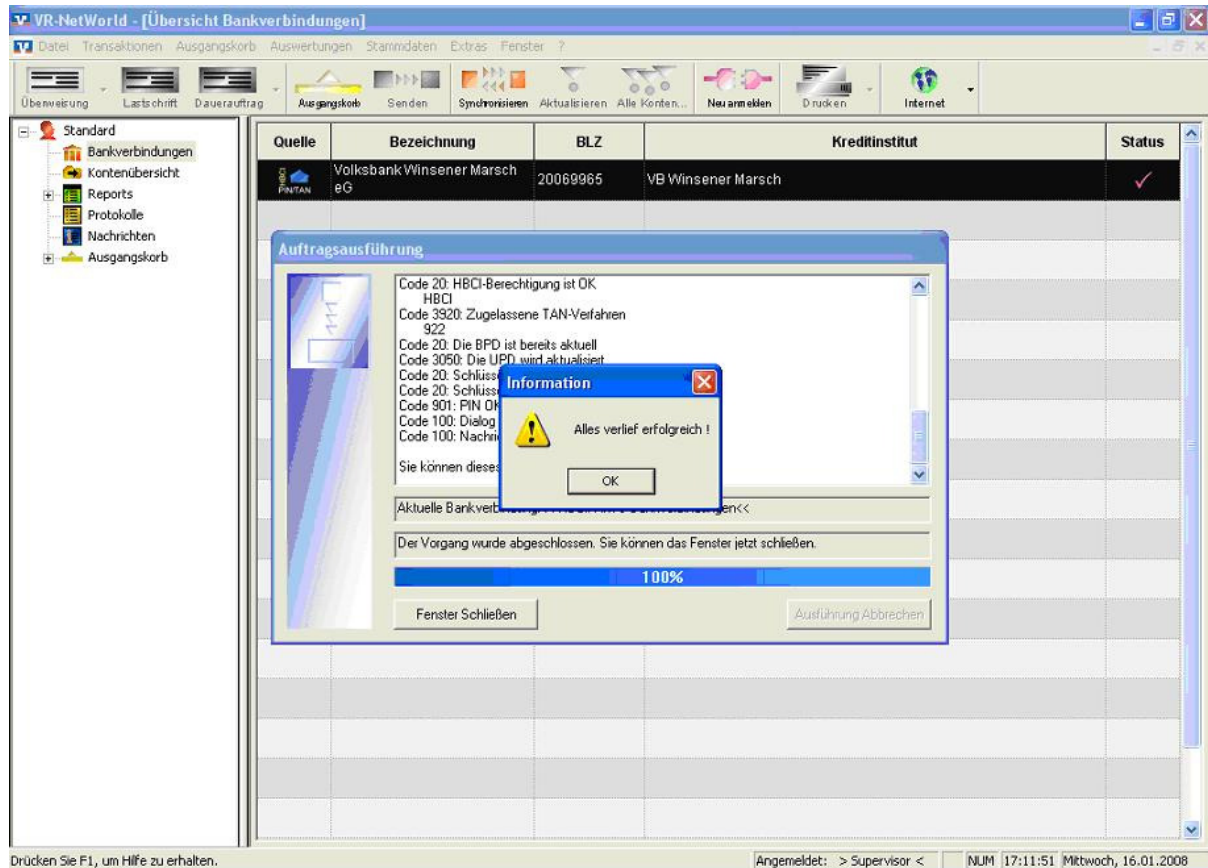 VR-NetWorld - [Übersicht Bankverbindungen]
Datei Transaktionen Ausgangskorb Auswertungen Stammdaten Extras Fenster ?
Überweisung Lastschrift Dauerauftrag Ausgangskorb Senden Synchronisieren Aktualisieren Alle Konten... Neu anmelden Drucken Internet
Standard
Bankverbindungen
Kontenübersicht
Reports
Protokolle
Nachrichten
Ausgangskorb
Quelle Bezeichnung BLZ Kreditinstitut Status
HBCI PIN/TAN Volksbank Winsener Marsch eG 20069965 VB Winsener Marsch
Auftragsausführung
Code 20: HBCI-Berechtigung ist OK
HBCI
Code 3920: Zugelassene TAN-Verfahren
922
Code 20: Die BPD ist bereits aktuell
Code 3050: Die UPD wird aktualisiert
Code 20:
Code 20:
Code 901: PIN OK
Code 100: Dialog
Code 100:
Sie können dieses
Information
Alles verlief erfolgreich !
OK
Aktuelle
Der Vorgang wurde abgeschlossen. Sie können das Fenster jetzt schließen.
100%
Fenster Schließen
Ausführung Abbrechen
Drücken Sie F1, um Hilfe zu erhalten.
Angemeldet: > Supervisor < NUM 17:11:51 Mittwoch, 16.01.2008